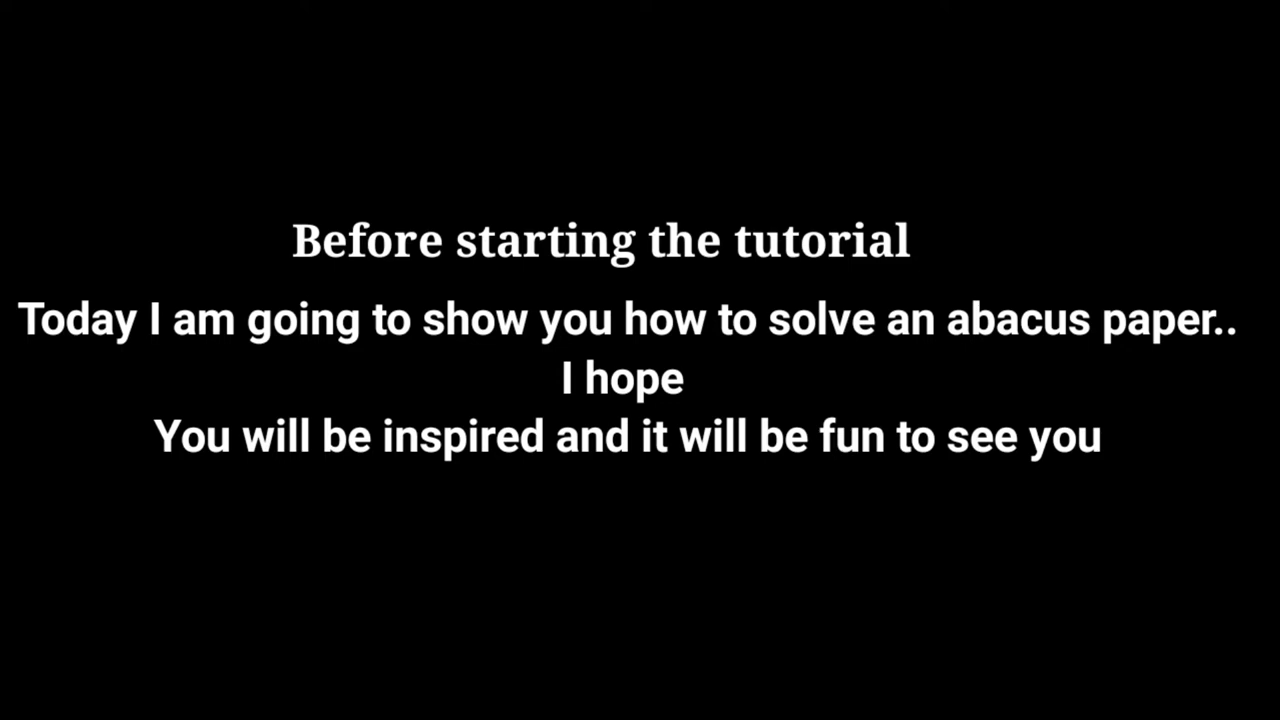 Before starting the tutorial
Today I am going to show you how to solve an abacus paper..
I hope
You will be inspired and it will be fun to see you